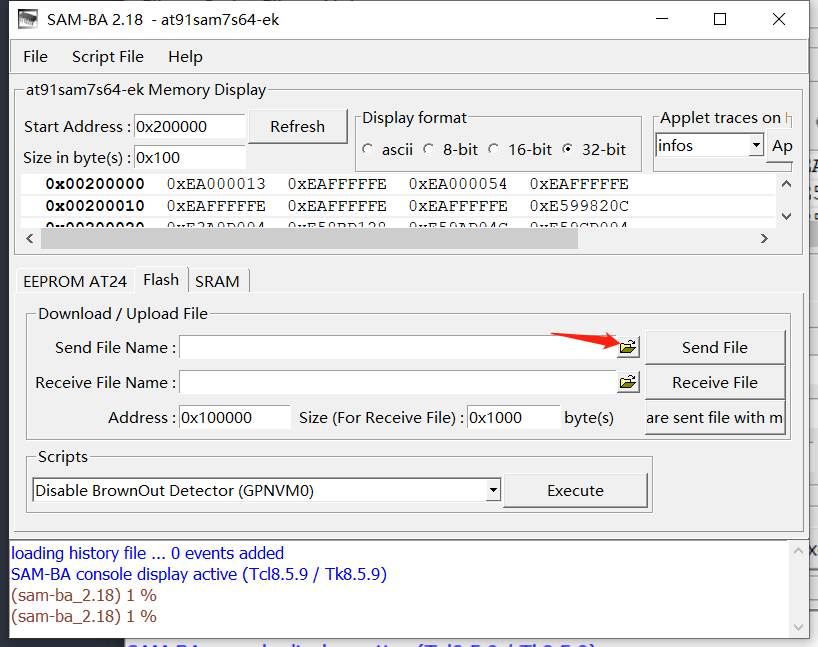 SAM-BA 2.18 - at91sam7s64-ek
File Script File Help
at91sam7s64-ek Memory Display
Start Address : 0x200000 Refresh
Size in byte(s) : 0x100
Display format
ascii 8-bit 16-bit 32-bit
Applet traces on
infos Ap
0x00200000 0xEA000013 0xEAFFFFFE 0xEA000054 0xEAFFFFFE
0x00200010 0xEAFFFFFE 0xEAFFFFFE 0xEAFFFFFE 0xE599820C
EEPROM AT24 Flash SRAM
Download / Upload File
Send File Name : Send File
Receive File Name : Receive File
Address : 0x100000 Size (For Receive File) : 0x1000 byte(s) are sent file with m
Scripts
Disable BrownOut Detector (GPNVM0) Execute
loading history file ... 0 events added
SAM-BA console display active (Tcl8.5.9 / Tk8.5.9)
(sam-ba_2.18) 1 %
(sam-ba_2.18) 1 %